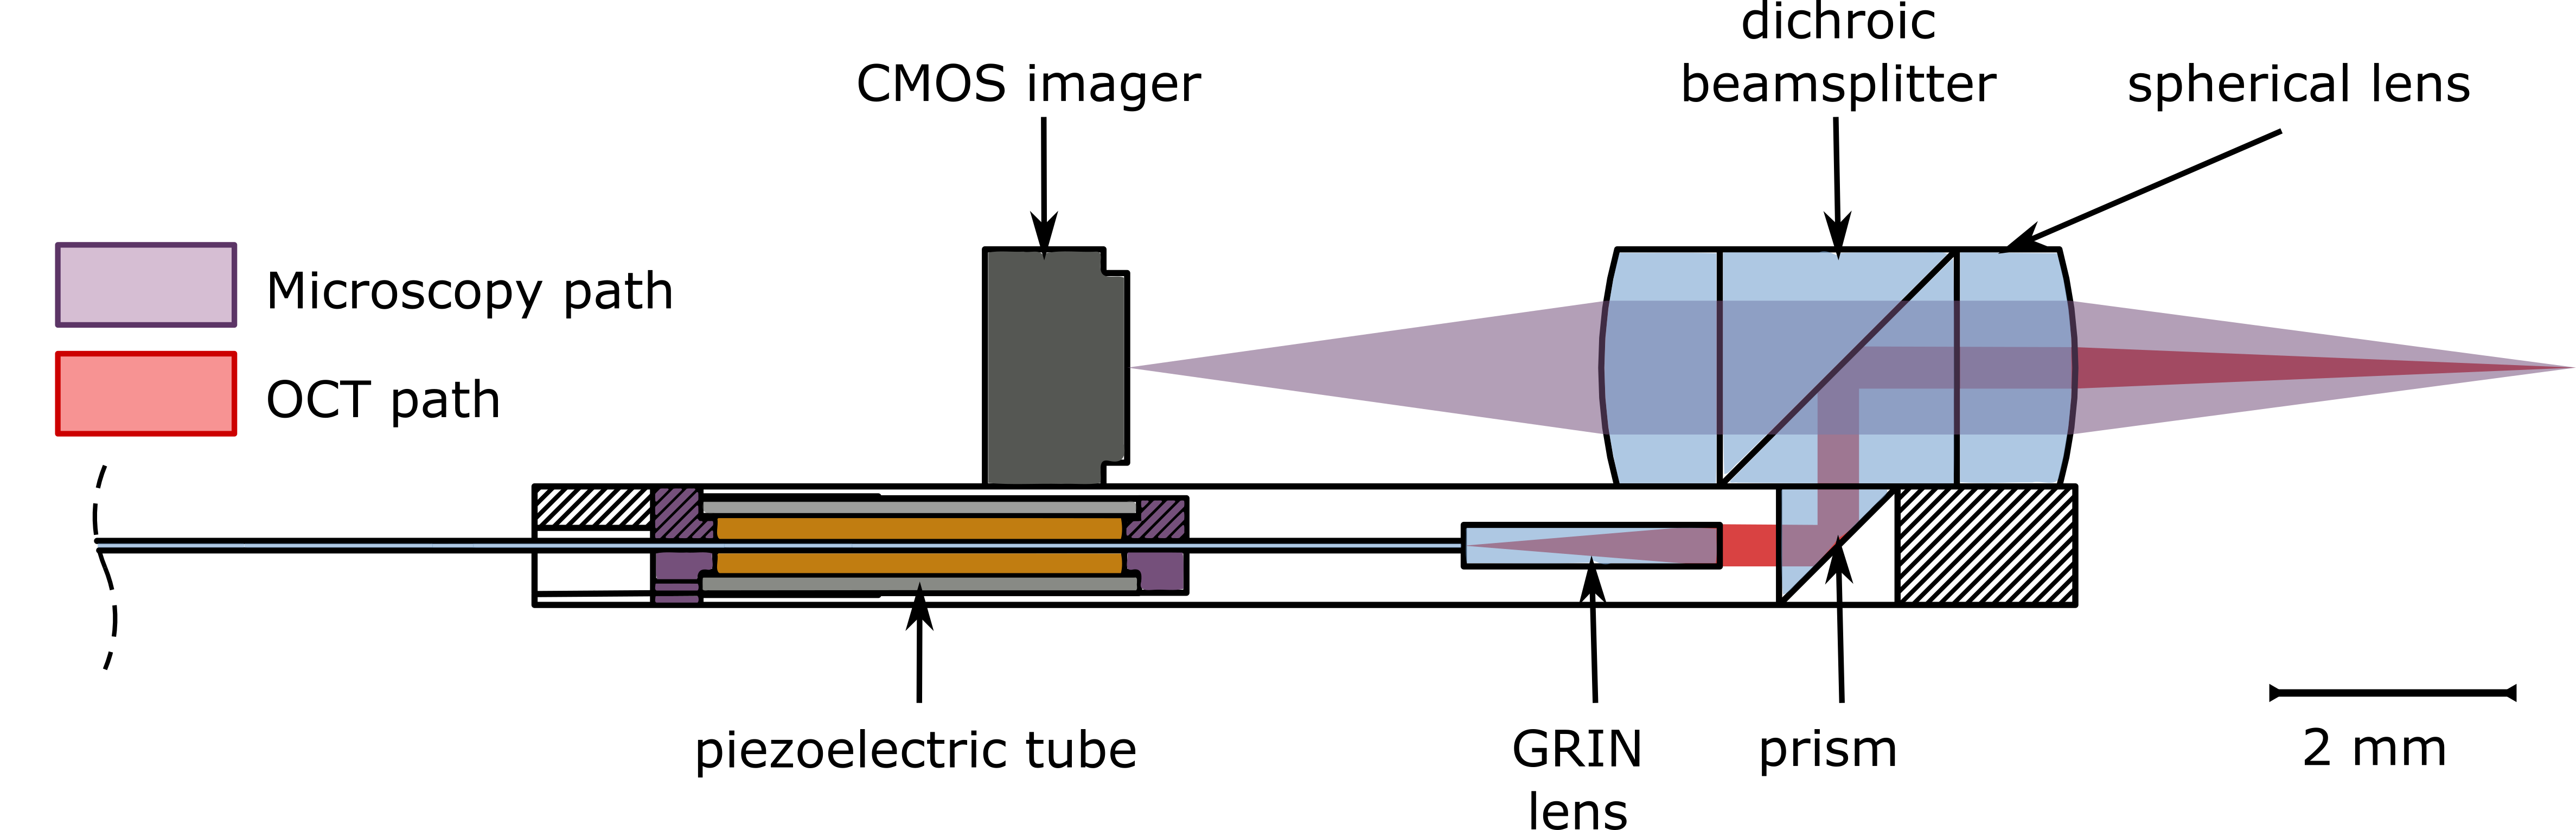 dichroic
beamsplitter
CMOS imager
spherical lens
Microscopy path
OCT path
piezoelectric tube
GRIN
lens
prism
2 mm